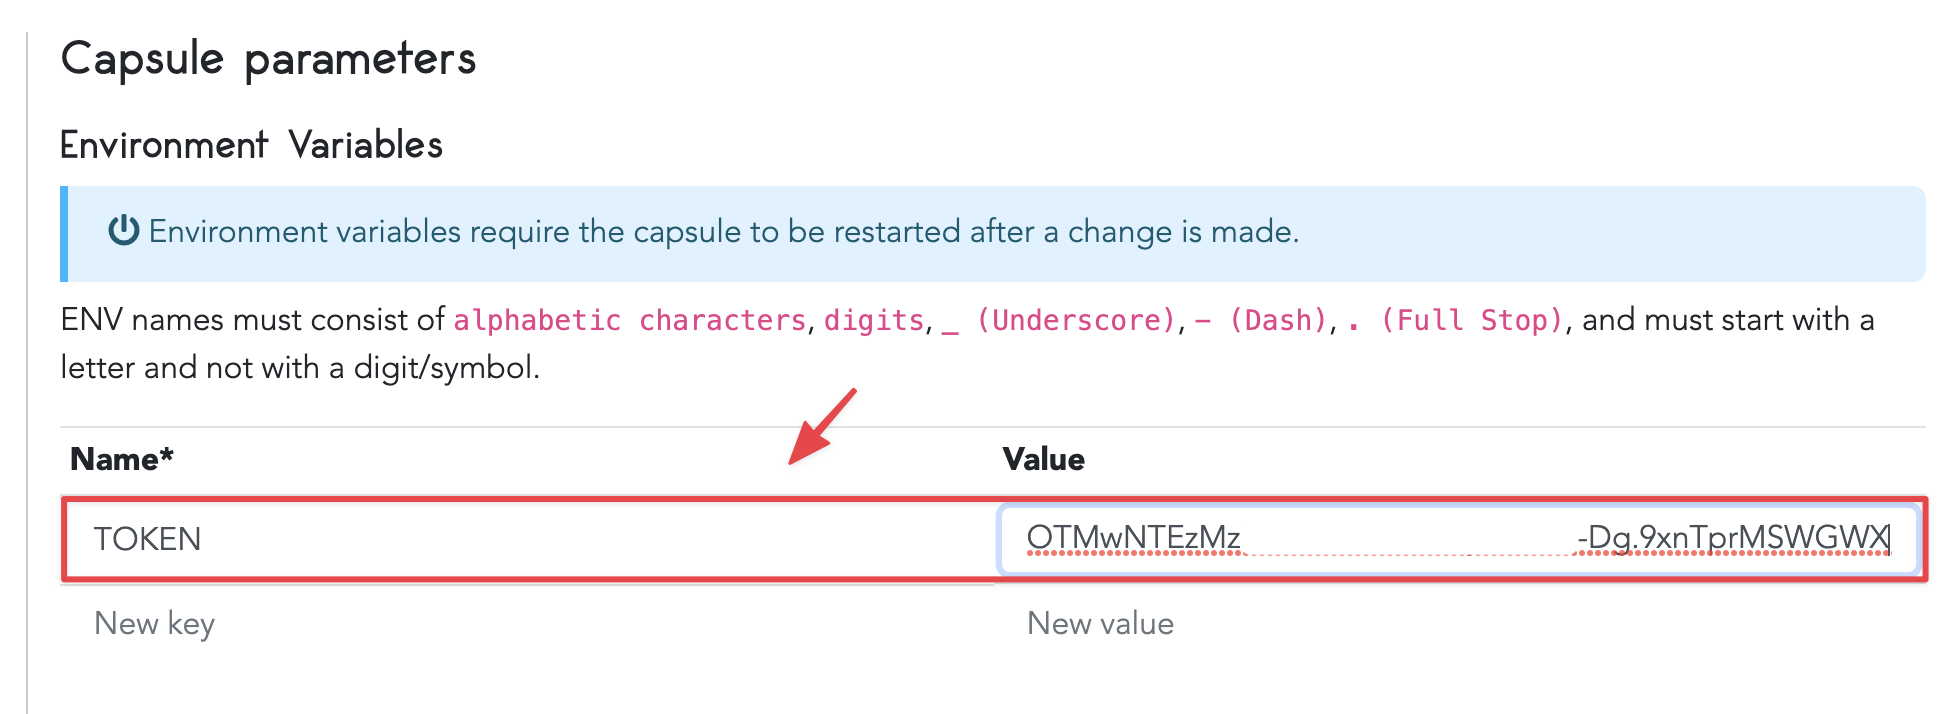 Capsule parameters
Environment Variables
Environment variables require the capsule to be restarted after a change is made.
ENV names must consist of alphabetic characters, digits, _ (Underscore), - (Dash), . (Full Stop), and must start with a
letter and not with a digit/symbol.
Name* Value
TOKEN OTMwNTEzMz -Dg.9xnTprMSWGWX
New key New value